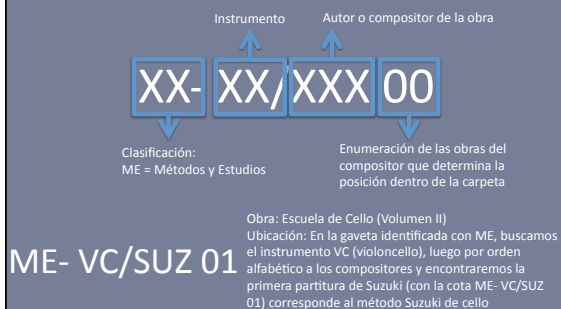 Instrumento
Autor o compositor de la obra
XX- XX/XXX 00
Clasificación:
ME = Métodos y Estudios
Enumeración de las obras del
compositor que determina la
posición dentro de la carpeta
Obra: Escuela de Cello (Volumen II)
Ubicación: En la gaveta identificada con ME, buscamos
el instrumento VC (violoncello), luego por orden
alfabético a los compositores y encontraremos la
primera partitura de Suzuki (con la cota ME- VC/SUZ
01) corresponde al método Suzuki de cello
ME- VC/SUZ 01